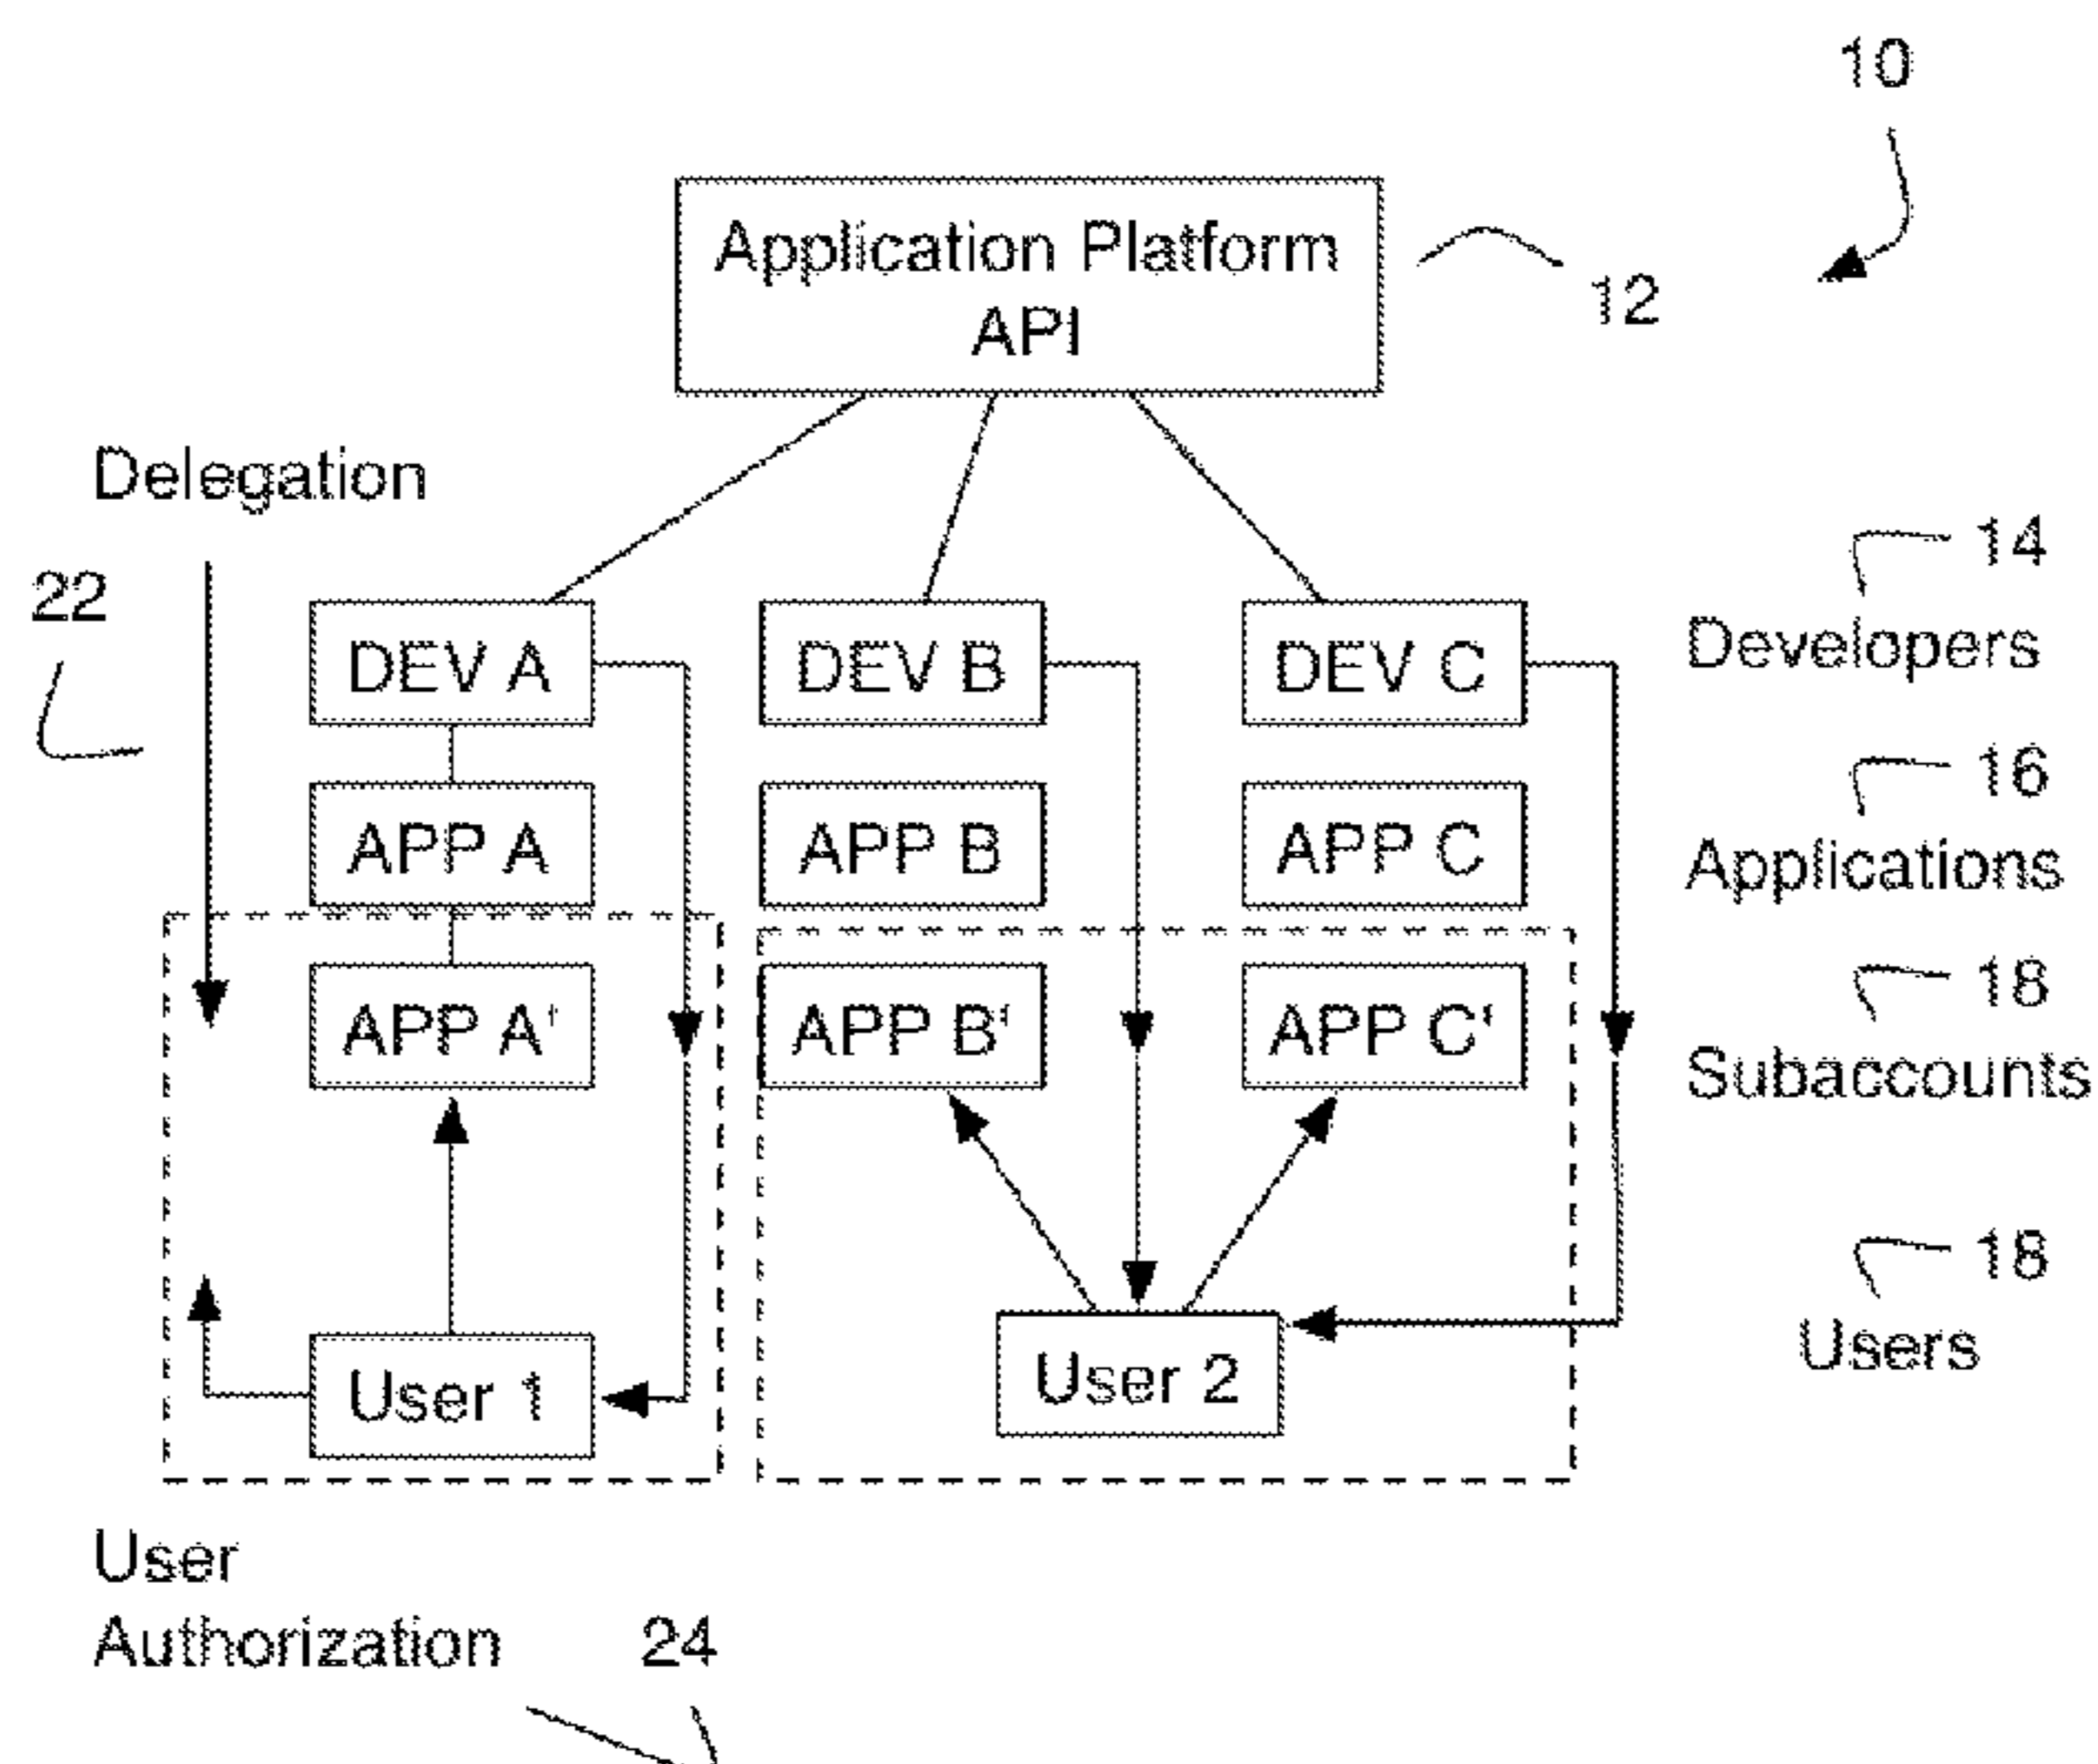 10
Application Platform
API
12
Delegation
22
14
DEV A
DEV B
DEV C
Developers
16
APP A
APP B
APP C
Applications
18
APP A'
APP B'
APP C'
Subaccounts
18
User 1
User 2
Users
User
Authorization
24